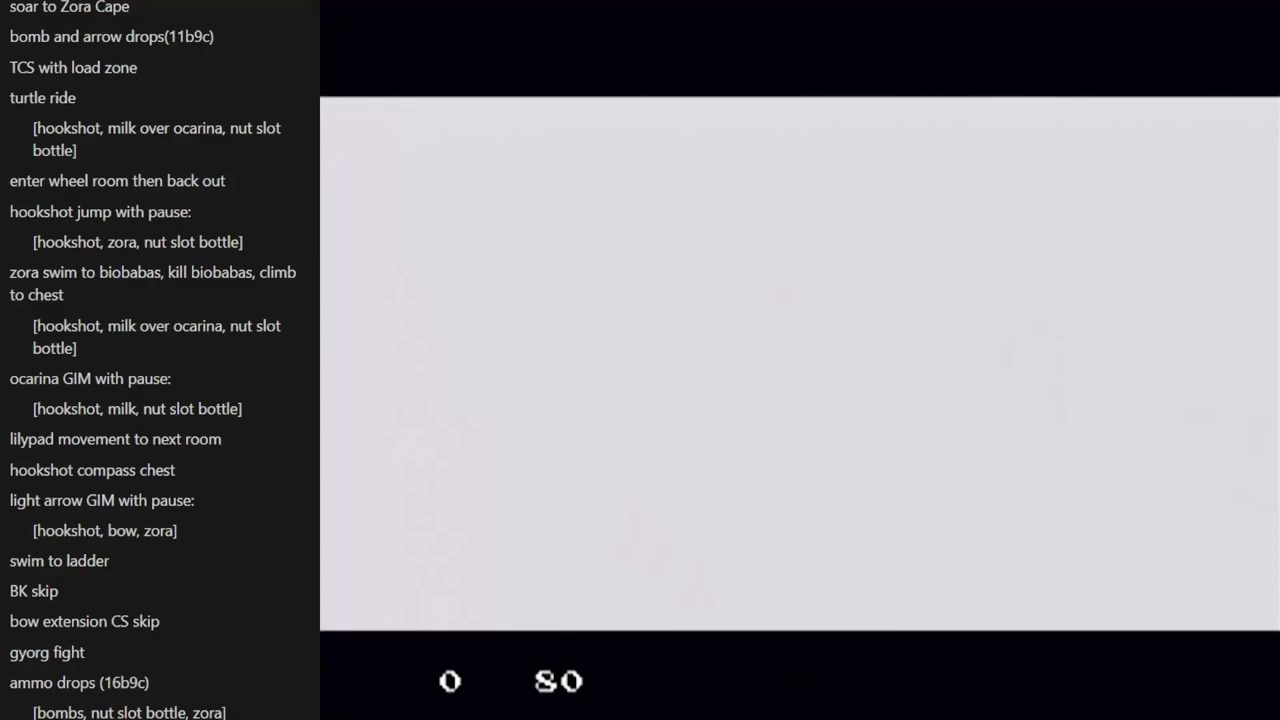 soar to Zora Cape
bomb and arrow drops(11b9c)
TCS with load zone
turtle ride
[hookshot, milk over ocarina, nut slot
bottle]
enter wheel room then back out
hookshot jump with pause:
[hookshot, zora, nut slot bottle]
zora swim to biobabas, kill biobabas, climb
to chest
[hookshot, milk over ocarina, nut slot
bottle]
ocarina GIM with pause:
[hookshot, milk, nut slot bottle]
lilypad movement to next room
hookshot compass chest
light arrow GIM with pause:
[hookshot, bow, zora]
swim to ladder
BK skip
bow extension CS skip
gyorg fight
ammo drops (16b9c)
[bombs, nut slot bottle, zora]
0 80